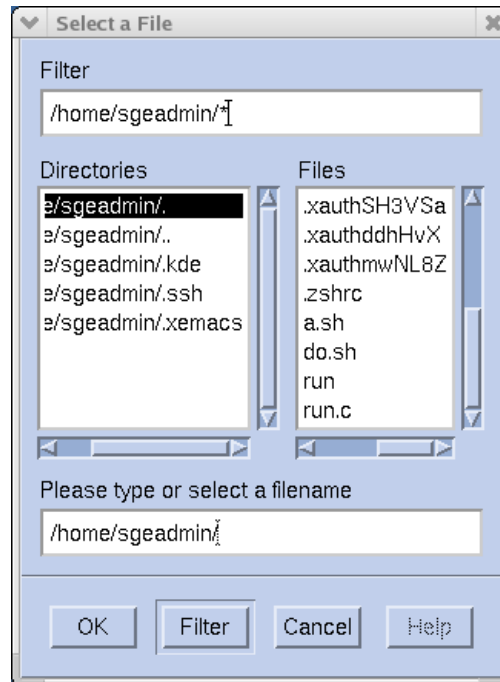 Select a File
Filter
/home/sgeadmin/*
Directories
e/sgeadmin/.
e/sgeadmin/..
e/sgeadmin/.kde
e/sgeadmin/.ssh
e/sgeadmin/.xemacs
Files
.xauthSH3VSa
.xauthddhHvX
.xauthmwNL8Z
.zshrc
a.sh
do.sh
run
run.c
Please type or select a filename
/home/sgeadmin/
OK
Filter
Cancel
Help